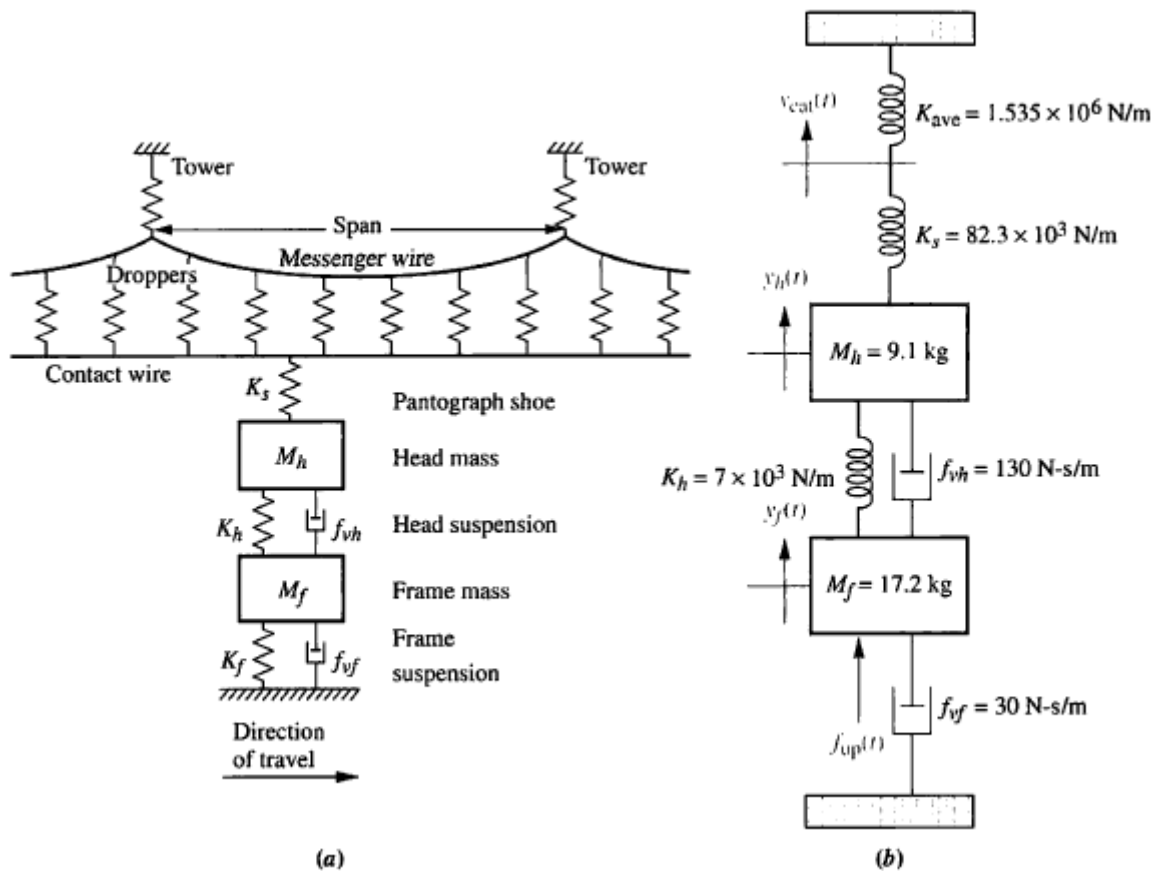 Tower
Tower
Span
Messenger wire
Droppers
Contact wire
K_s
Pantograph shoe
M_h
Head mass
K_h
f_vh
Head suspension
M_f
Frame mass
K_f
f_vf
Frame
suspension
Direction
of travel
(a)
y_cat(t)
K_ave = 1.535 × 10^6 N/m
K_s = 82.3 × 10^3 N/m
y_h(t)
M_h = 9.1 kg
K_h = 7 × 10^3 N/m
f_vh = 130 N-s/m
y_f(t)
M_f = 17.2 kg
f_vf = 30 N-s/m
f_up(t)
(b)